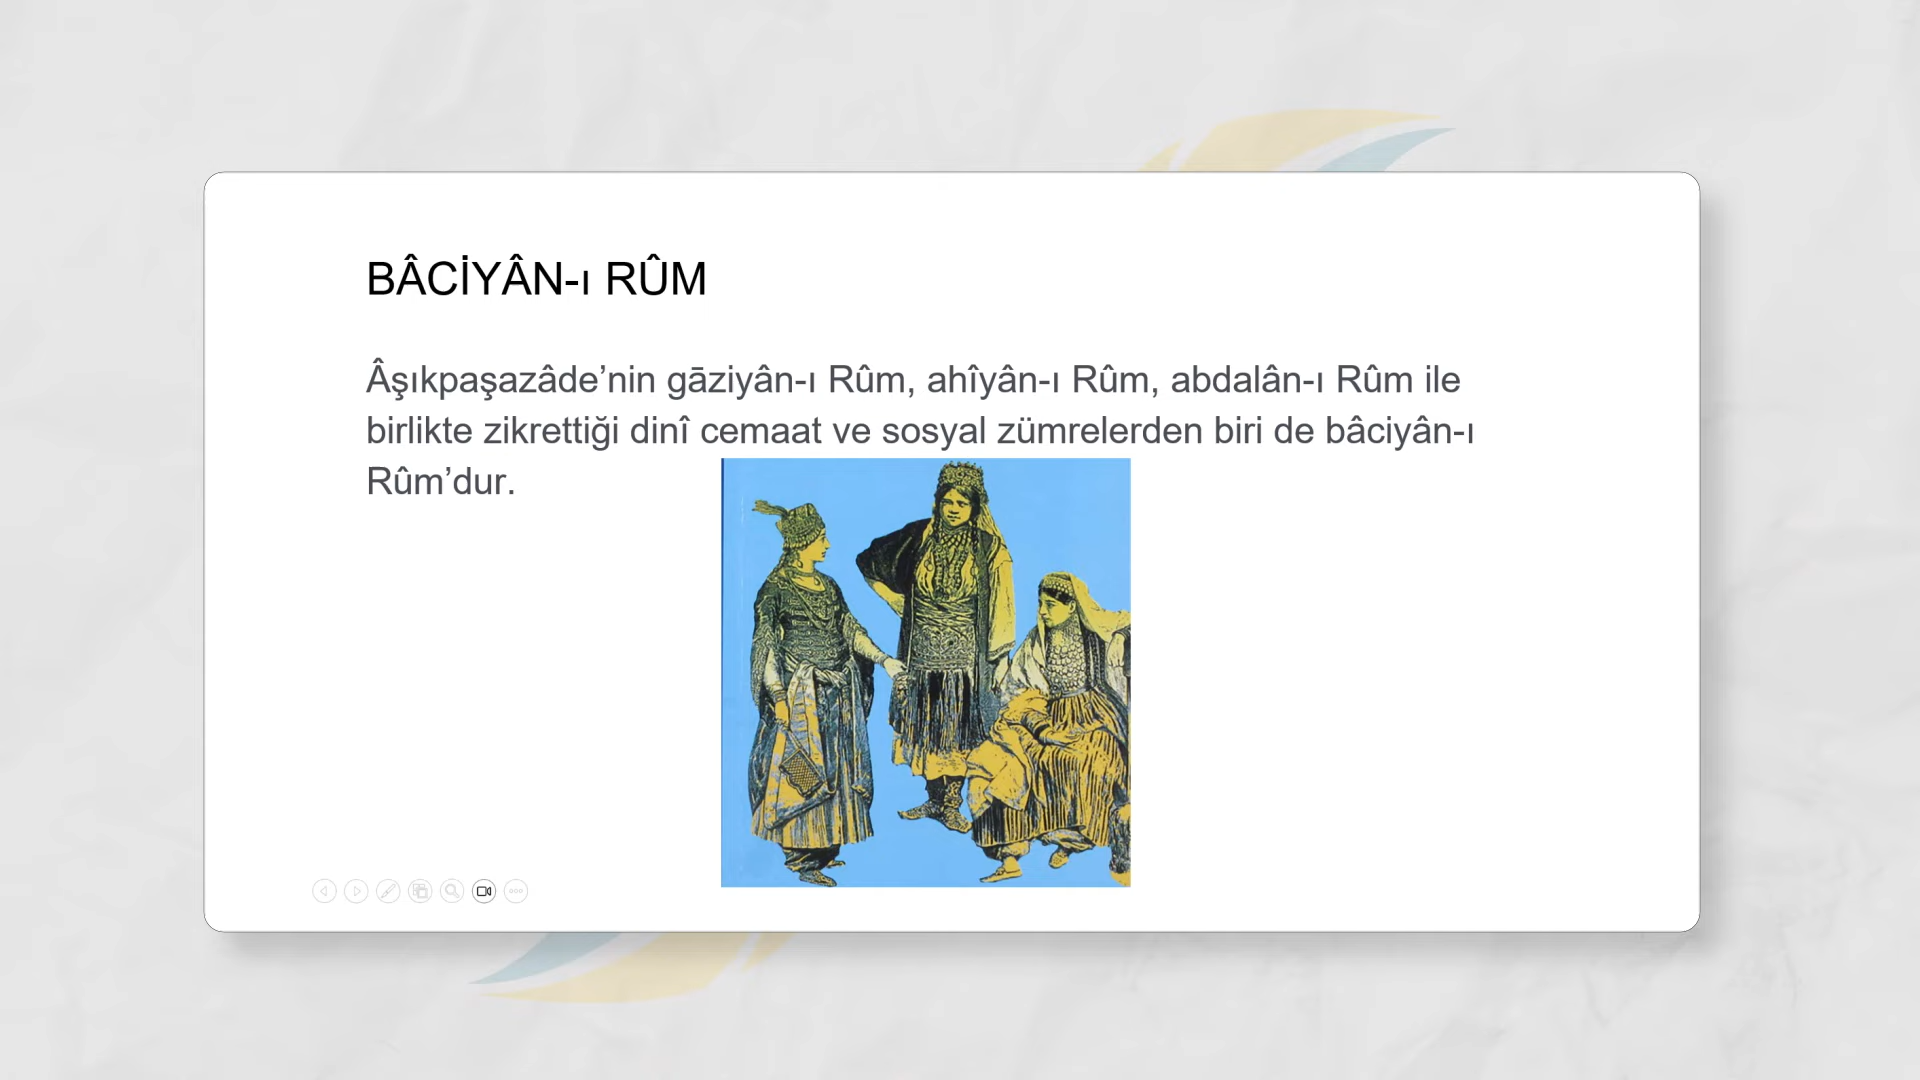 BÂCİYÂN-ı RÛM
Âşıkpaşazâde’nin gāziyân-ı Rûm, ahîyân-ı Rûm, abdalân-ı Rûm ile
birlikte zikrettiği dinî cemaat ve sosyal zümrelerden biri de bâciyân-ı
Rûm’dur.